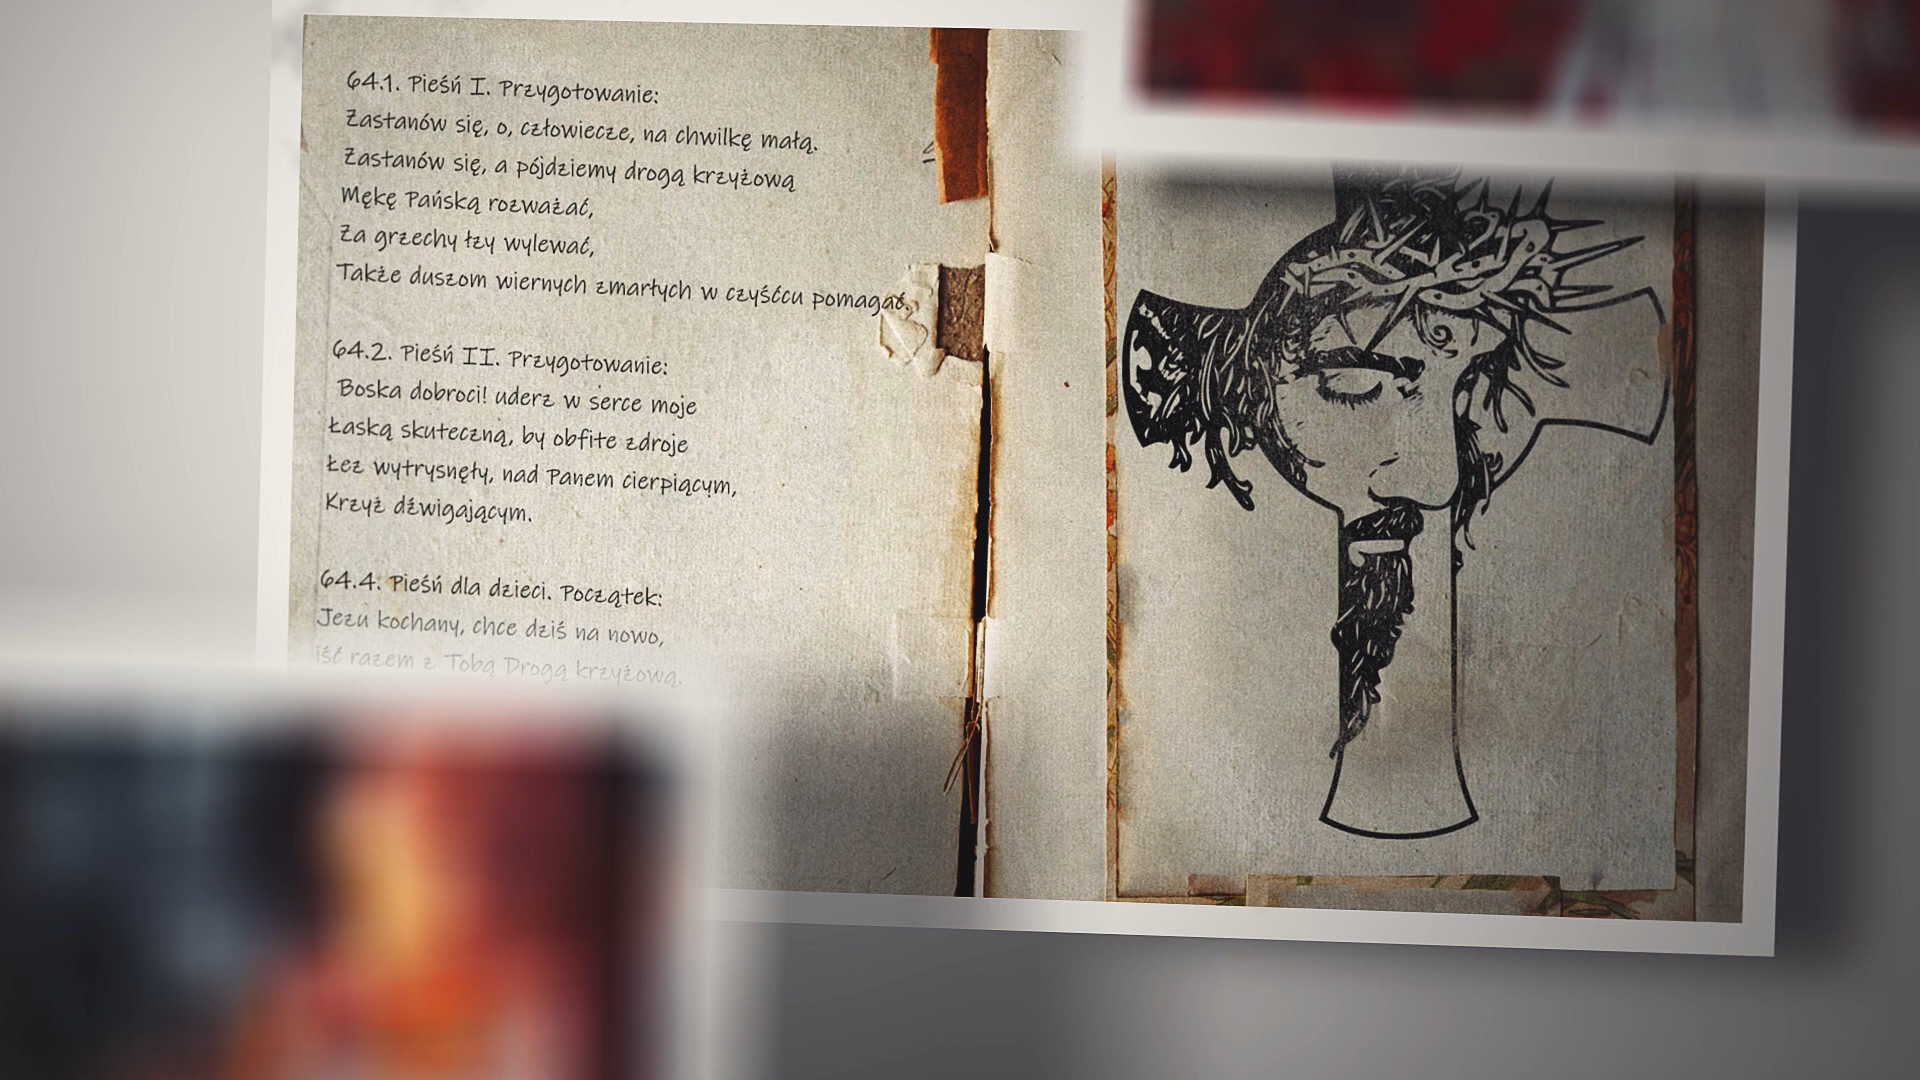 64.1. Pieśń I. Przygotowanie:
Zastanów się, o, człowiecze, na chwilkę małą.
Zastanów się, a pójdziemy drogą krzyżową
Mękę Pańską rozważać,
Za grzechy łzy wylewać,
Także duszom wiernych zmarłych w czyśćcu pomagać.
64.2. Pieśń II. Przygotowanie:
Boska dobroci! uderz w serce moje
Łaską skuteczną, by obfite zdroje
Łez wytrysnęły, nad Panem cierpiącym,
Krzyż dźwigającym.
64.4. Pieśń dla dzieci. Początek:
Jezu kochany, chce dziś na nowo,
iść razem z Tobą Drogą krzyżową.